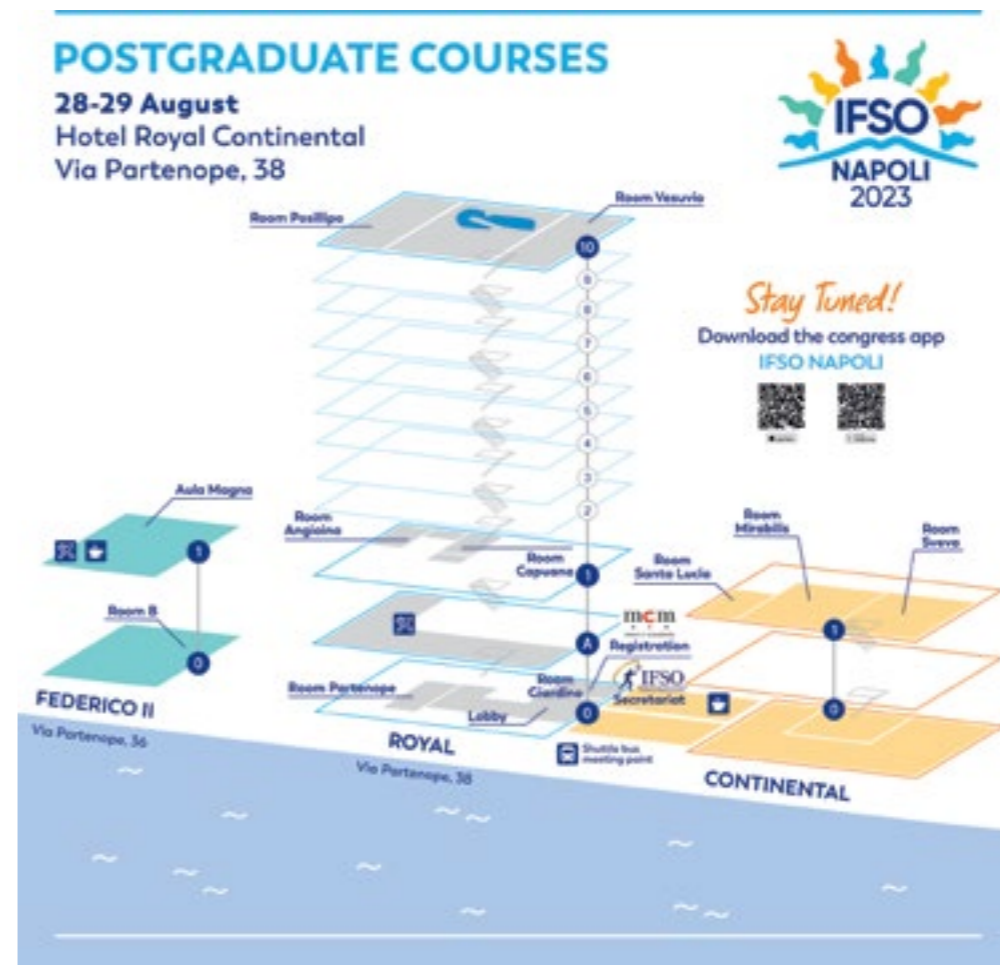 POSTGRADUATE COURSES
28-29 August
Hotel Royal Continental
Via Partenope, 38
IFSO
NAPOLI
2023
Room Posillipo
Room Vesuvio
10
9
8
7
6
5
4
3
2
1
A
0
Stay Tuned!
Download the congress app
IFSO NAPOLI
Aula Magna
1
Room B
0
FEDERICO II
Via Partenope, 36
Room
Angioina
Room
Capuana
mcm
Registration
Room Partenope
Room
Giardino
Lobby
IFSO
Secretariat
Shuttle bus
meeting point
ROYAL
Via Partenope, 38
Room
Mirabilis
Room
Sveva
Room
Santa Lucia
1
0
CONTINENTAL